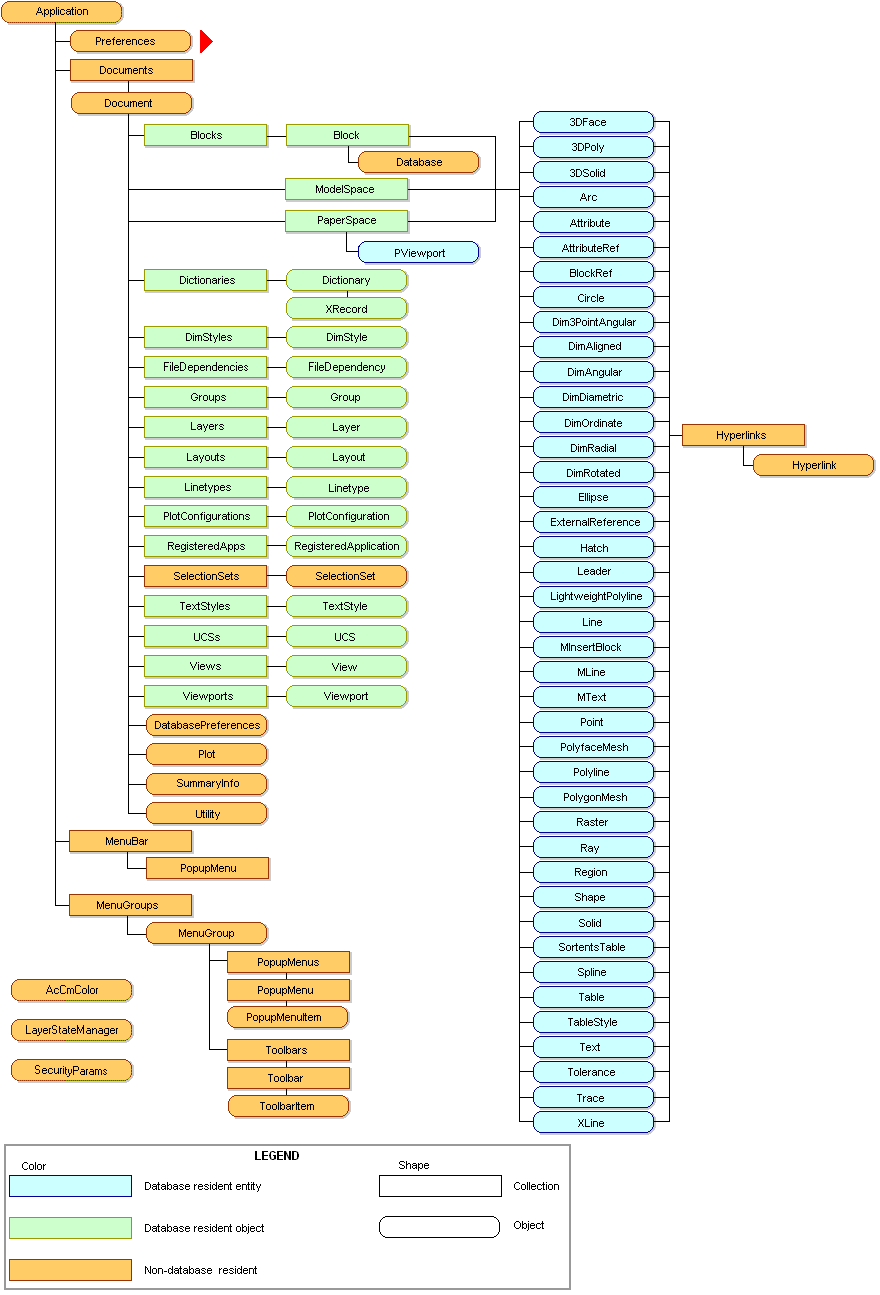 Application
Preferences
Documents
Document
Blocks
Block
Database
ModelSpace
PaperSpace
PViewport
Dictionaries
Dictionary
XRecord
DimStyles
DimStyle
FileDependencies
FileDependency
Groups
Group
Layers
Layer
Layouts
Layout
Linetypes
Linetype
PlotConfigurations
PlotConfiguration
RegisteredApps
RegisteredApplication
SelectionSets
SelectionSet
TextStyles
TextStyle
UCSs
UCS
Views
View
Viewports
Viewport
DatabasePreferences
Plot
SummaryInfo
Utility
MenuBar
PopupMenu
MenuGroups
MenuGroup
PopupMenus
PopupMenu
PopupMenuItem
Toolbars
Toolbar
ToolbarItem
AcCmColor
LayerStateManager
SecurityParams
3DFace
3DPoly
3DSolid
Arc
Attribute
AttributeRef
BlockRef
Circle
Dim3PointAngular
DimAligned
DimAngular
DimDiametric
DimOrdinate
DimRadial
DimRotated
Ellipse
ExternalReference
Hatch
Leader
LightweightPolyline
Line
MInsertBlock
MLine
MText
Point
PolyfaceMesh
Polyline
PolygonMesh
Raster
Ray
Region
Shape
Solid
SortentsTable
Spline
Table
TableStyle
Text
Tolerance
Trace
XLine
Hyperlinks
Hyperlink
LEGEND
Color
Shape
Database resident entity
Collection
Database resident object
Object
Non-database resident